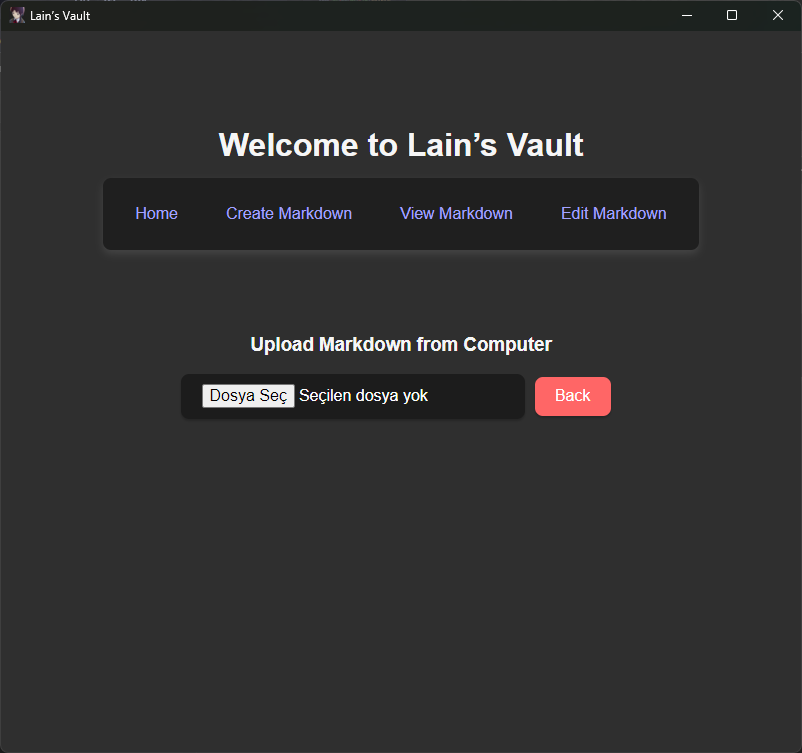 Lain's Vault
Welcome to Lain’s Vault
Home Create Markdown View Markdown Edit Markdown
Upload Markdown from Computer
Dosya Seç Seçilen dosya yok Back